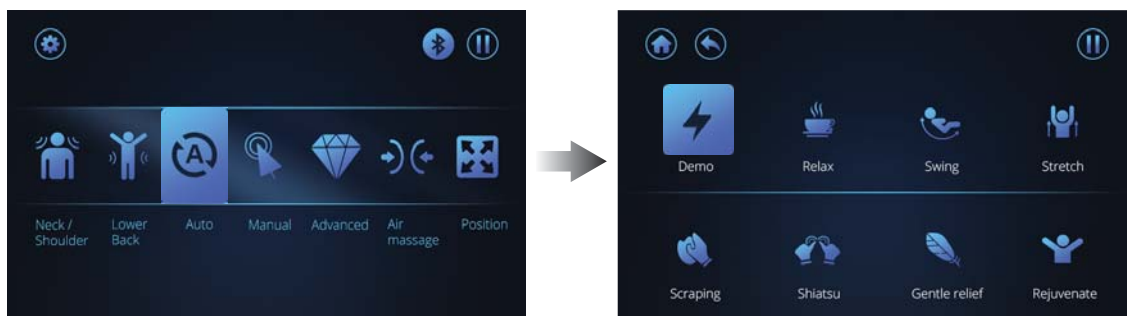 A
Neck / Lower Auto Manual Advanced Air Position
Shoulder Back massage
Demo Relax Swing Stretch
Scraping Shiatsu Gentle relief Rejuvenate